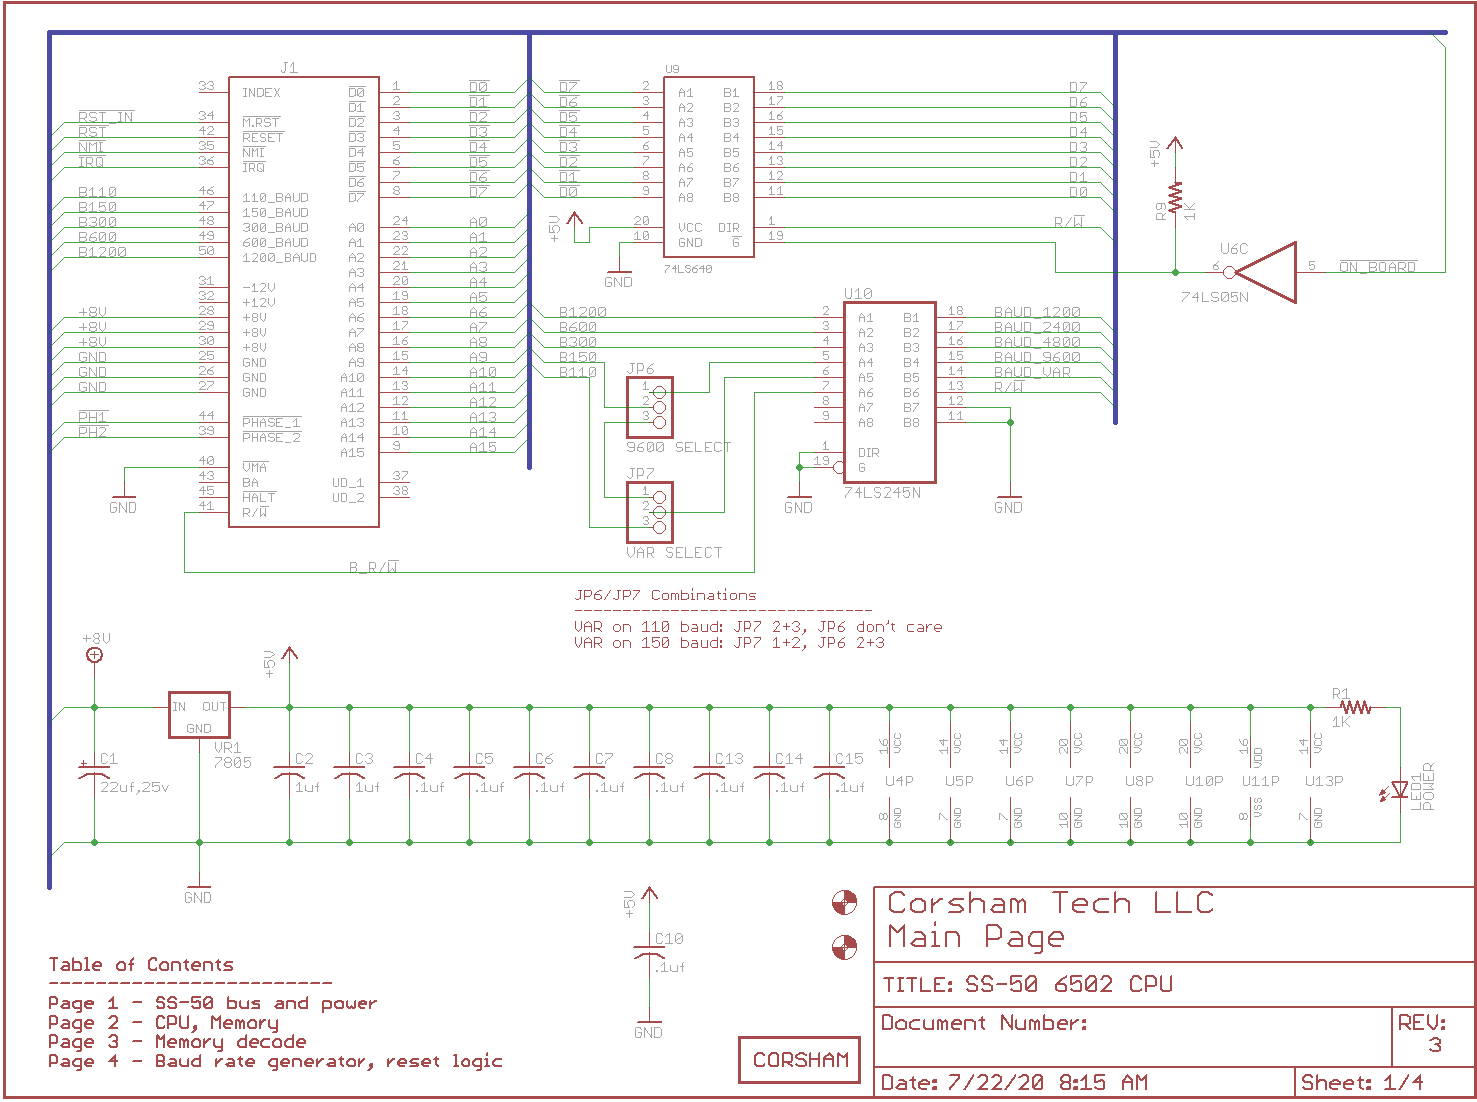 J1
33 INDEX
RST_IN 34 M.RST
RST 42 RESET
NMI 35 NMI
IRQ 36 IRQ
B110 46 110_BAUD
B150 47 150_BAUD
B300 48 300_BAUD
B600 49 600_BAUD
B1200 50 1200_BAUD
31 -12V
32 +12V
+8V 28 +8V
+8V 29 +8V
+8V 30 +8V
GND 25 GND
GND 26 GND
GND 27 GND
PH1 44 PHASE_1
PH2 39 PHASE_2
40 VMA
43 BA
45 HALT
41 R/W
GND
D0 1 D0
D1 2 D1
D2 3 D2
D3 4 D3
D4 5 D4
D5 6 D5
D6 7 D6
D7 8 D7
A0 24 A0
A1 23 A1
A2 22 A2
A3 21 A3
A4 20 A4
A5 19 A5
A6 18 A6
A7 17 A7
A8 16 A8
A9 15 A9
A10 14 A10
A11 13 A11
A12 12 A12
A13 11 A13
A14 10 A14
A15 9 A15
UD_1 37
UD_2 38
B_R/W
U9
D7 2 A1 B1 18 D7
D6 3 A2 B2 17 D6
D5 4 A3 B3 16 D5
D4 5 A4 B4 15 D4
D3 6 A5 B5 14 D3
D2 7 A6 B6 13 D2
D1 8 A7 B7 12 D1
D0 9 A8 B8 11 D0
+5V 20 VCC DIR 1 R/W
10 GND G 19
GND
74LS640
+5V
R9
1K
U6C
6 5 ON_BOARD
74LS05N
U10
B1200 2 A1 B1 18 BAUD_1200
B600 3 A2 B2 17 BAUD_2400
B300 4 A3 B3 16 BAUD_4800
B150 5 A4 B4 15 BAUD_9600
B110 6 A5 B5 14 BAUD_VAR
7 A6 B6 13 R/W
8 A7 B7 12
9 A8 B8 11
1 DIR
19 G
74LS245N
GND
GND
JP6
1
2
3
9600 SELECT
JP7
1
2
3
VAR SELECT
JP6/JP7 Combinations
--------------------------------
VAR on 110 baud: JP7 2+3, JP6 don't care
VAR on 150 baud: JP7 1+2, JP6 2+3
+8V
+5V
IN OUT
GND
VR1
7805
GND
C1
22uf,25v
C2
1uf
C3
.1uf
C4
.1uf
C5
.1uf
C6
.1uf
C7
.1uf
C8
.1uf
C13
.1uf
C14
.1uf
C15
.1uf
16 VCC
U4P
8 GND
14 VCC
U5P
7 GND
14 VCC
U6P
7 GND
20 VCC
U7P
10 GND
20 VCC
U8P
10 GND
20 VCC
U10P
10 GND
16 VDD
U11P
8 VSS
14 VCC
U13P
7 GND
R1
1K
LED1
POWER
+5V
C10
.1uf
GND
Table of Contents
------------------------
Page 1 - SS-50 bus and power
Page 2 - CPU, Memory
Page 3 - Memory decode
Page 4 - Baud rate generator, reset logic
CORSHAM
Corsham Tech LLC
Main Page
TITLE: SS-50 6502 CPU
Document Number:
REV:
3
Date: 7/22/20 8:15 AM
Sheet: 1/4